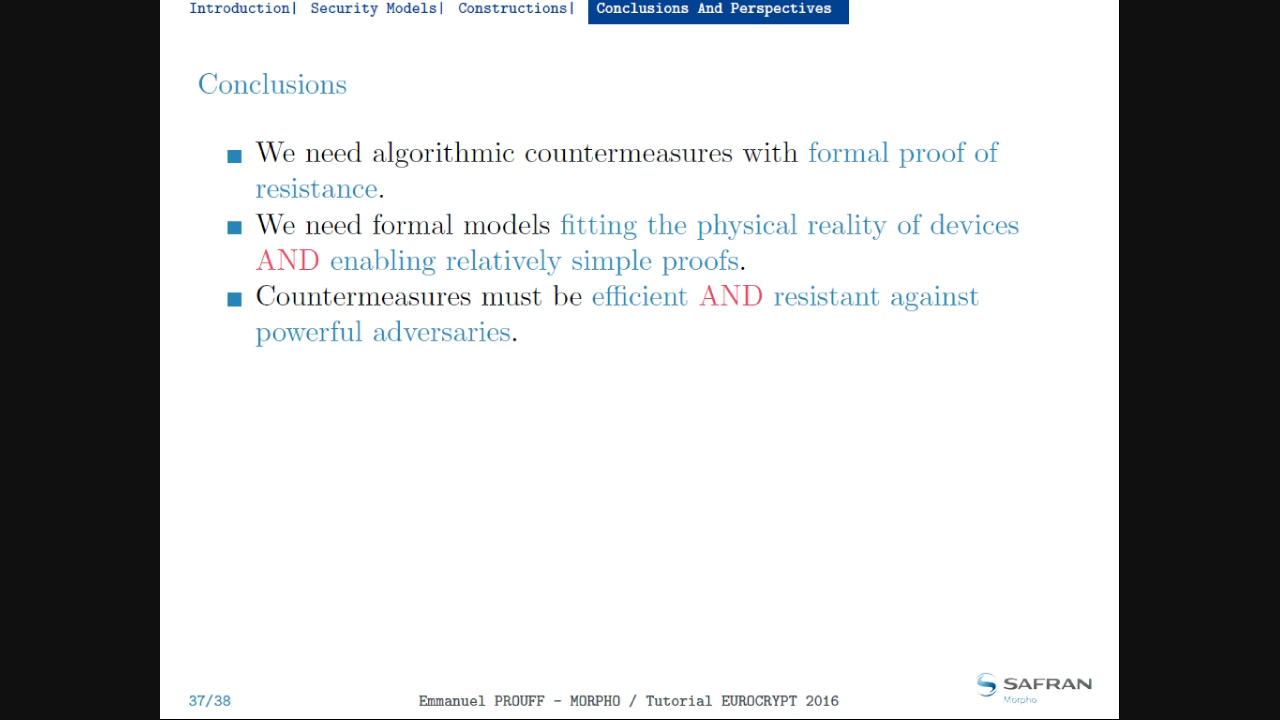 Introduction| Security Models| Constructions| Conclusions And Perspectives
Conclusions
We need algorithmic countermeasures with formal proof of
resistance.
We need formal models fitting the physical reality of devices
AND enabling relatively simple proofs.
Countermeasures must be efficient AND resistant against
powerful adversaries.
SAFRAN
Morpho
37/38 Emmanuel PROUFF - MORPHO / Tutorial EUROCRYPT 2016